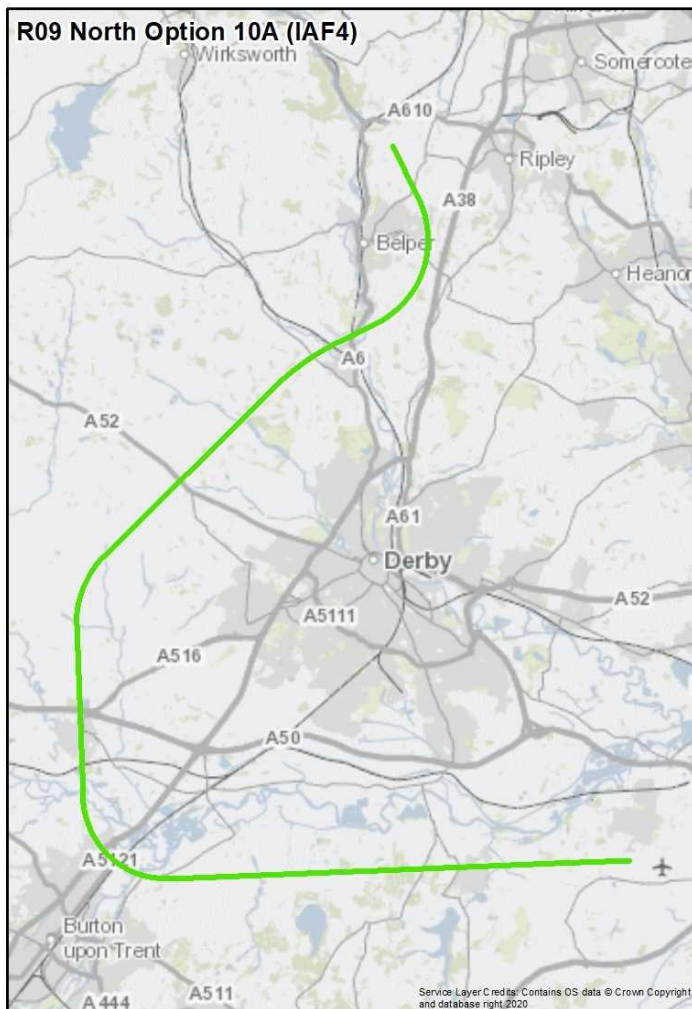 R09 North Option 10A (IAF4)
Wirksworth
Somercote
A610
Ripley
A38
Belper
Heanor
A6
A52
A61
Derby
A5111
A52
A516
A50
A5121
Burton
upon Trent
A444
A511
Service Layer Credits: Contains OS data © Crown Copyright
and database right 2020